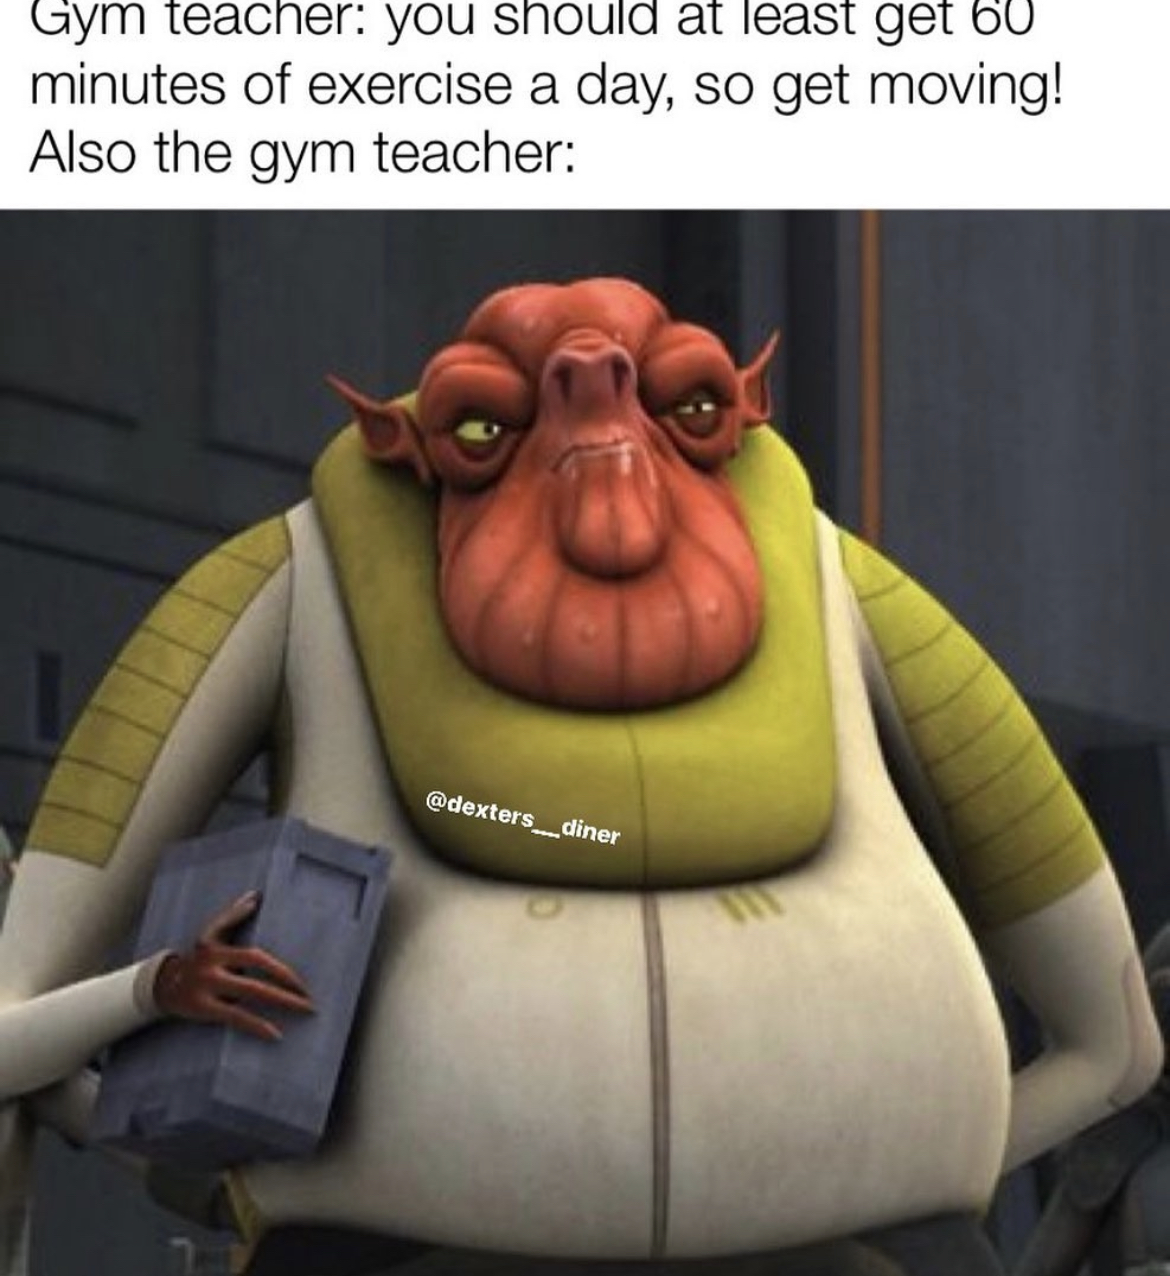 Gym teacher: you should at least get 60
minutes of exercise a day, so get moving!
Also the gym teacher:
@dexters__diner